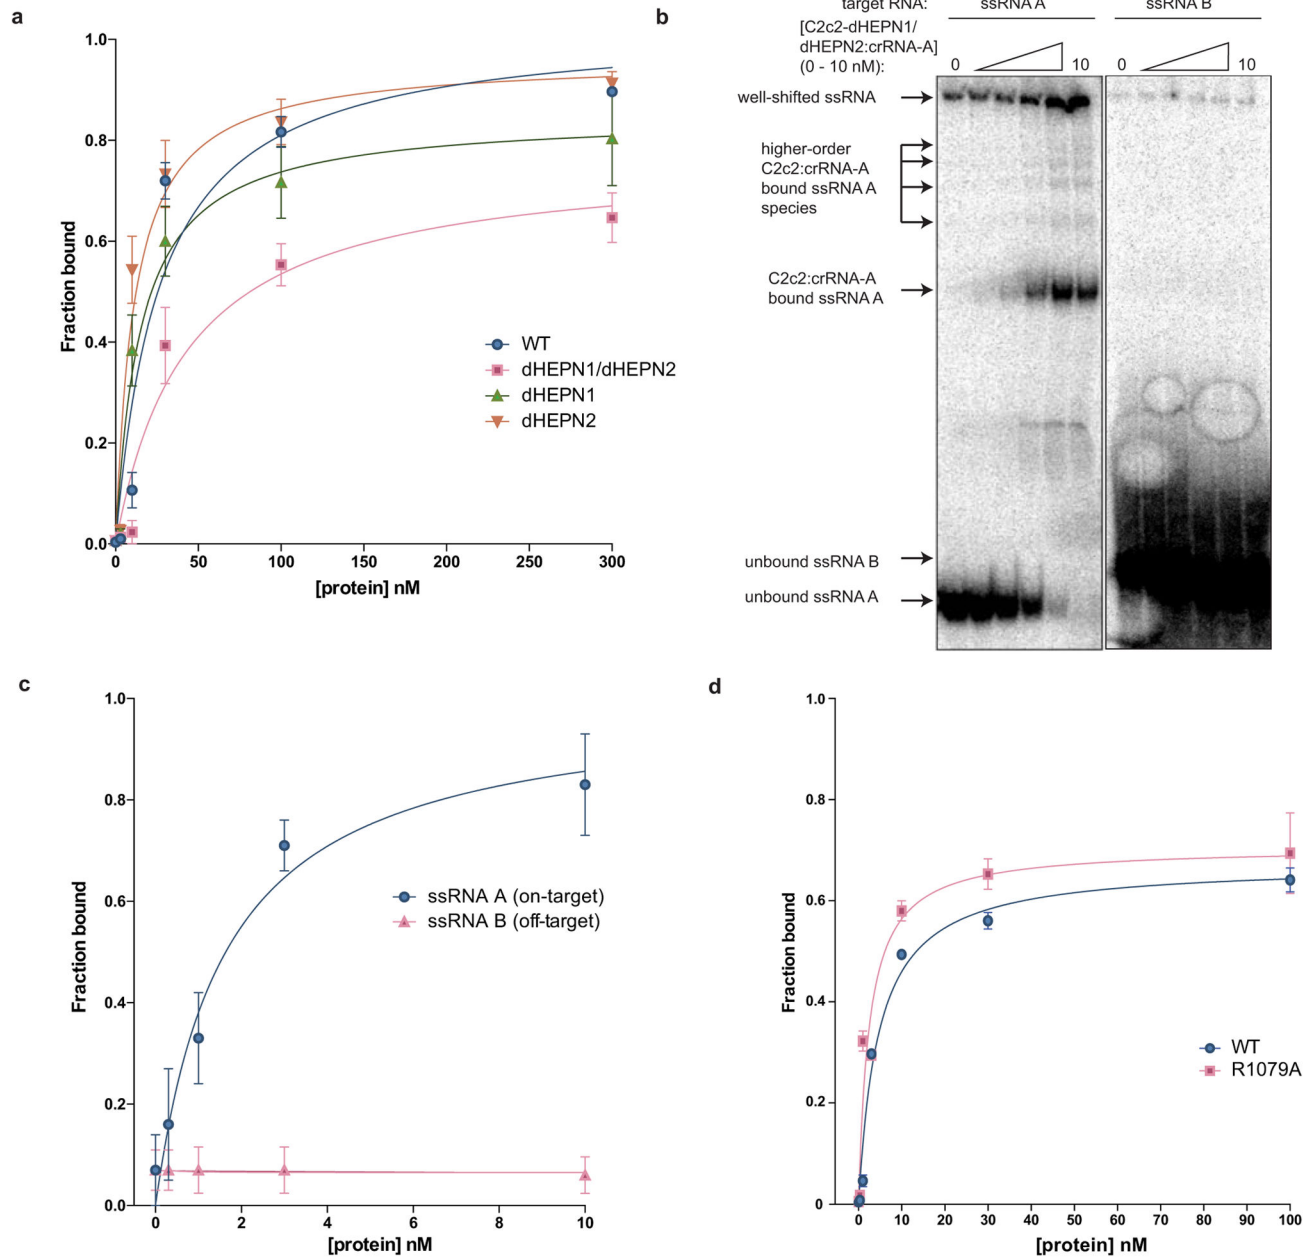 a
1.0
0.8
0.6
0.4
0.2
0.0
Fraction bound
0
50
100
150
200
250
300
[protein] nM
WT
dHEPN1/dHEPN2
dHEPN1
dHEPN2
b
target RNA:
ssRNA A
ssRNA B
[C2c2-dHEPN1/
dHEPN2:crRNA-A]
(0 - 10 nM):
0
10
0
10
well-shifted ssRNA
higher-order
C2c2:crRNA-A
bound ssRNA A
species
C2c2:crRNA-A
bound ssRNA A
unbound ssRNA B
unbound ssRNA A
c
1.0
0.8
0.6
0.4
0.2
0.0
Fraction bound
0
2
4
6
8
10
[protein] nM
ssRNA A (on-target)
ssRNA B (off-target)
d
1.0
0.8
0.6
0.4
0.2
0
Fraction bound
0
10
20
30
40
50
60
70
80
90
100
[protein] nM
WT
R1079A